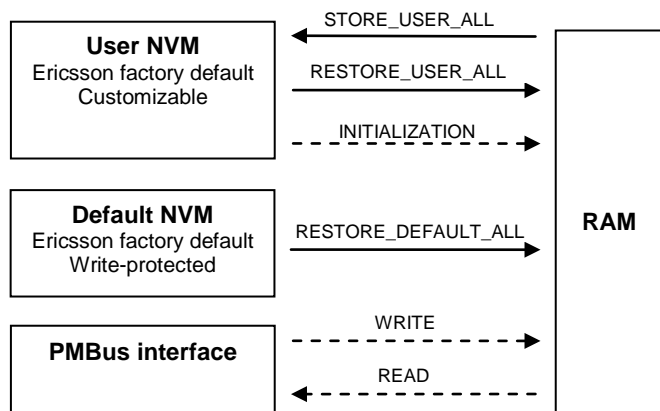 STORE_USER_ALL
User NVM
Ericsson factory default
Customizable
RESTORE_USER_ALL
INITIALIZATION
Default NVM
Ericsson factory default
Write-protected
RESTORE_DEFAULT_ALL
RAM
WRITE
PMBus interface
READ